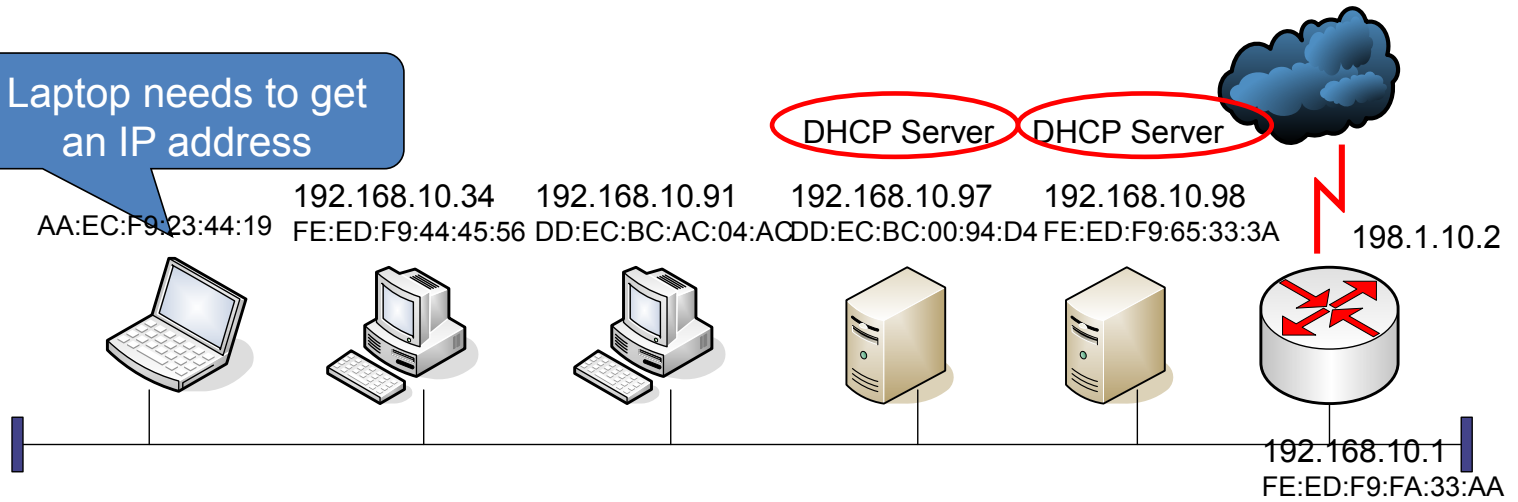 Laptop needs to get
an IP address
DHCP Server DHCP Server
192.168.10.34 192.168.10.91 192.168.10.97 192.168.10.98
AA:EC:F9:23:44:19 FE:ED:F9:44:45:56 DD:EC:BC:AC:04:AC DD:EC:BC:00:94:D4 FE:ED:F9:65:33:3A
198.1.10.2
192.168.10.1
FE:ED:F9:FA:33:AA